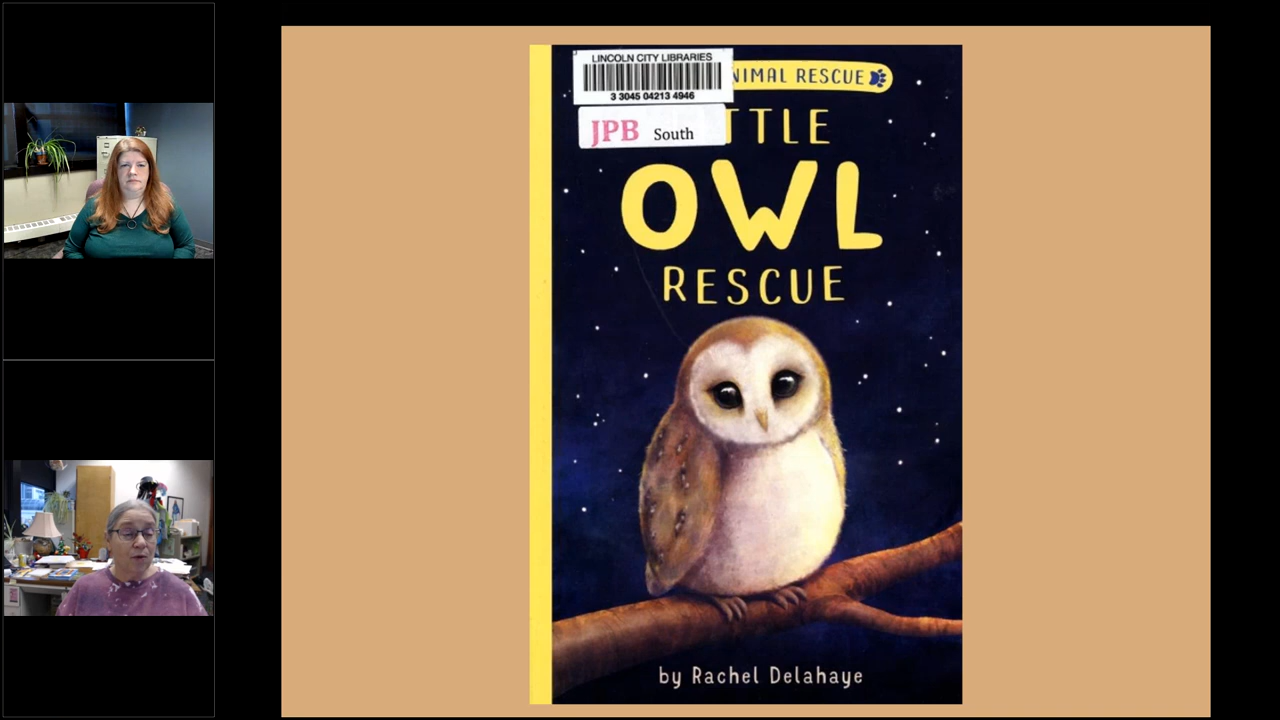 LINCOLN CITY LIBRARIES
3 3045 04213 4946
NIMAL RESCUE
JPB South
TTLE
OWL
RESCUE
by Rachel Delahaye